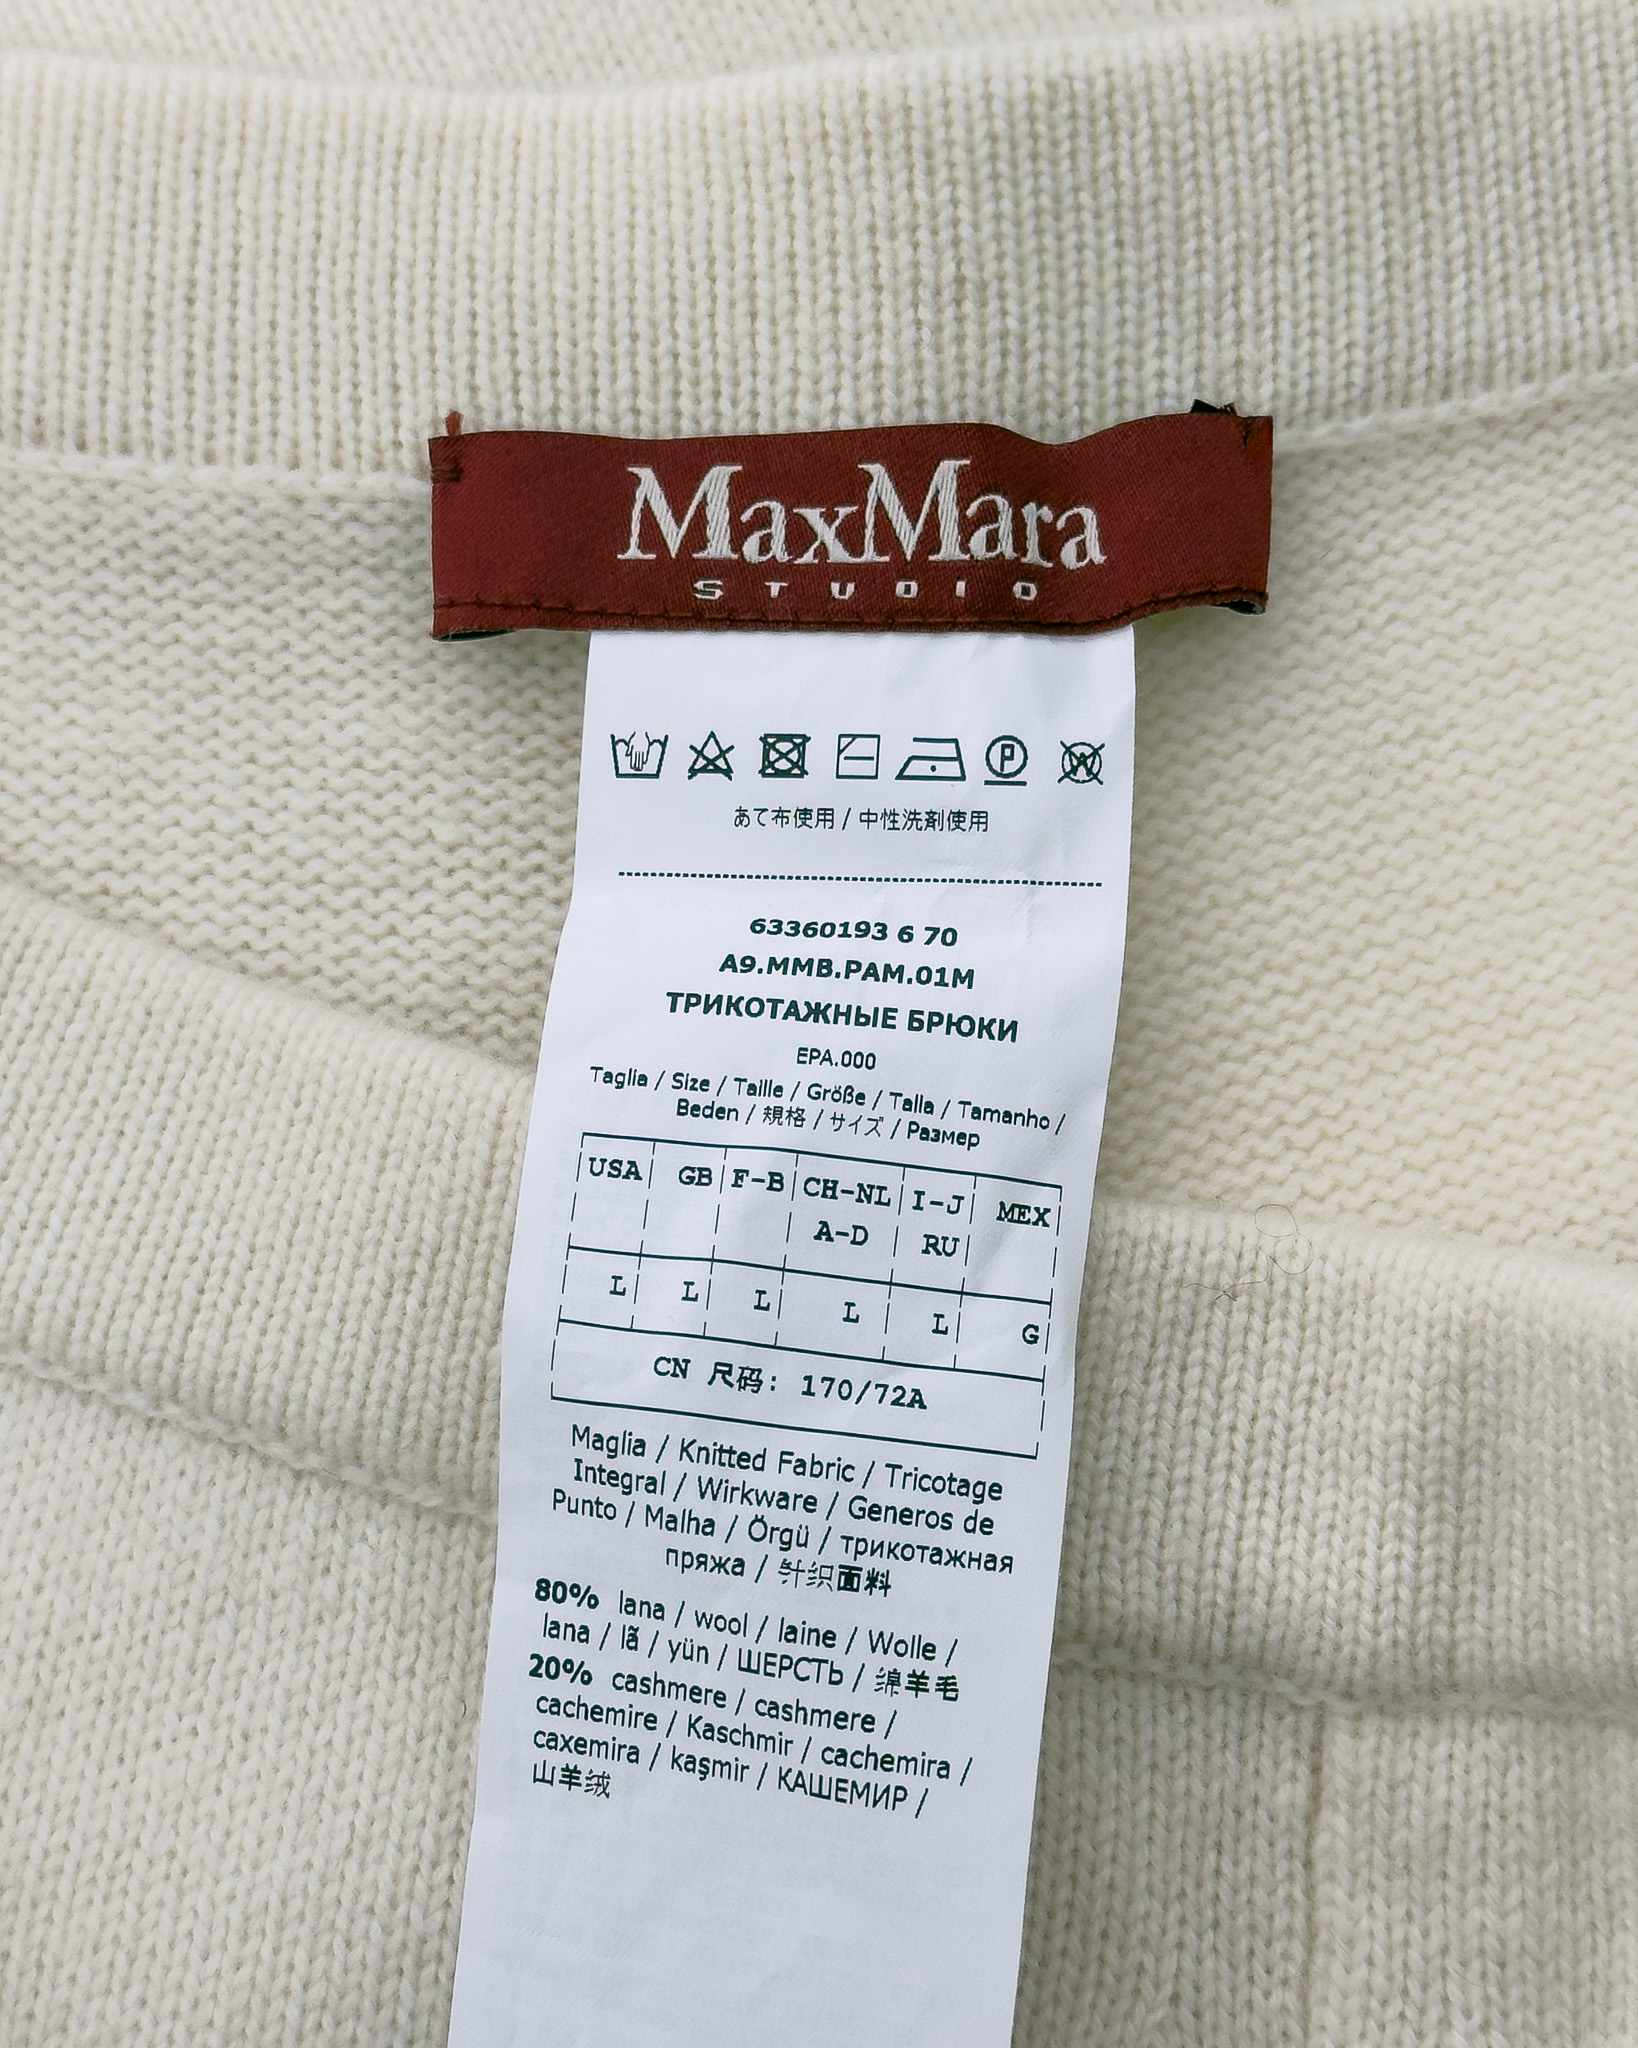 MaxMara
STUDIO
P
W
あて布使用 / 中性洗剤使用
63360193 6 70
A9.MMB.PAM.01M
ТРИКОТАЖНЫЕ БРЮКИ
EPA.000
Taglia / Size / Taille / Größe / Talla / Tamanho /
Beden / 規格 / サイズ / Размер
USA GB F-B CH-NL I-J MEX
A-D RU
L L L L L G
CN 尺码: 170/72A
Maglia / Knitted Fabric / Tricotage
Integral / Wirkware / Generos de
Punto / Malha / Örgü / трикотажная
пряжа / 针织面料
80% lana / wool / laine / Wolle /
lana / lã / yün / ШЕРСТЬ / 绵羊毛
20% cashmere / cashmere /
cachemire / Kaschmir / cachemira /
caxemira / kaşmir / КАШЕМИР /
山羊绒